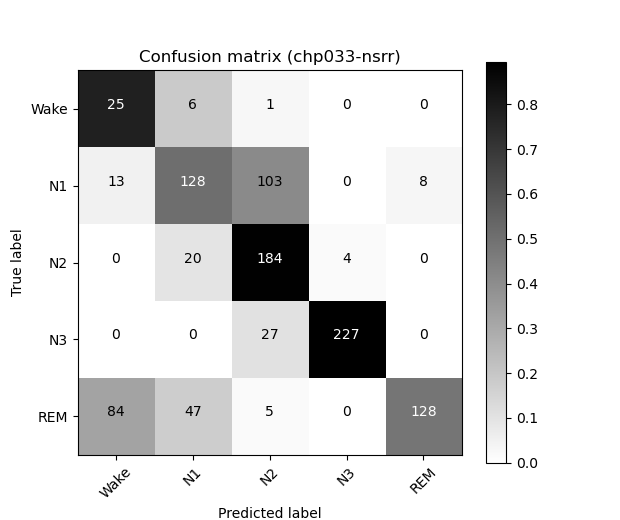 Confusion matrix (chp033-nsrr)
True label
Wake 25 6 1 0 0
N1 13 128 103 0 8
N2 0 20 184 4 0
N3 0 0 27 227 0
REM 84 47 5 0 128
Wake N1 N2 N3 REM
Predicted label
0.8
0.7
0.6
0.5
0.4
0.3
0.2
0.1
0.0